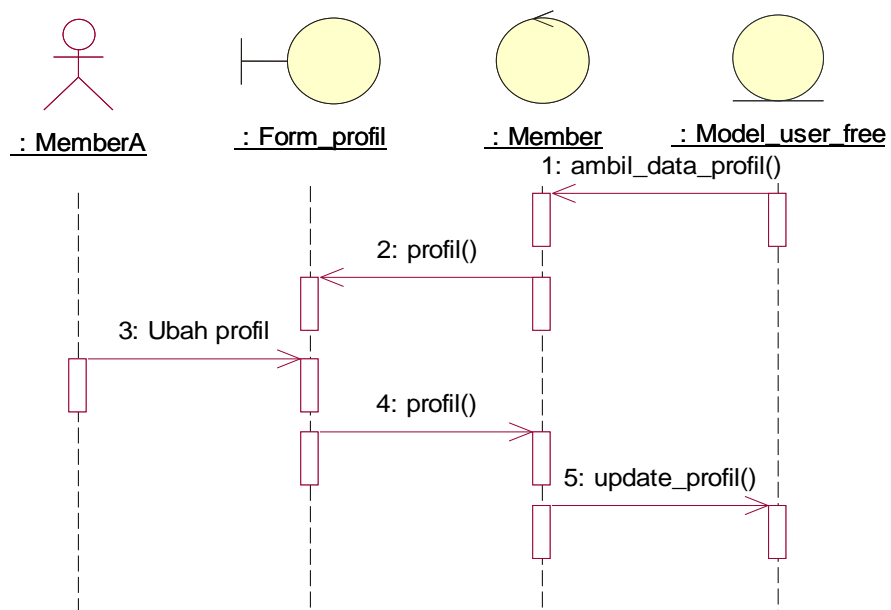 : MemberA
: Form_profil
: Member
: Model_user_free
1: ambil_data_profil()
2: profil()
3: Ubah profil
4: profil()
5: update_profil()